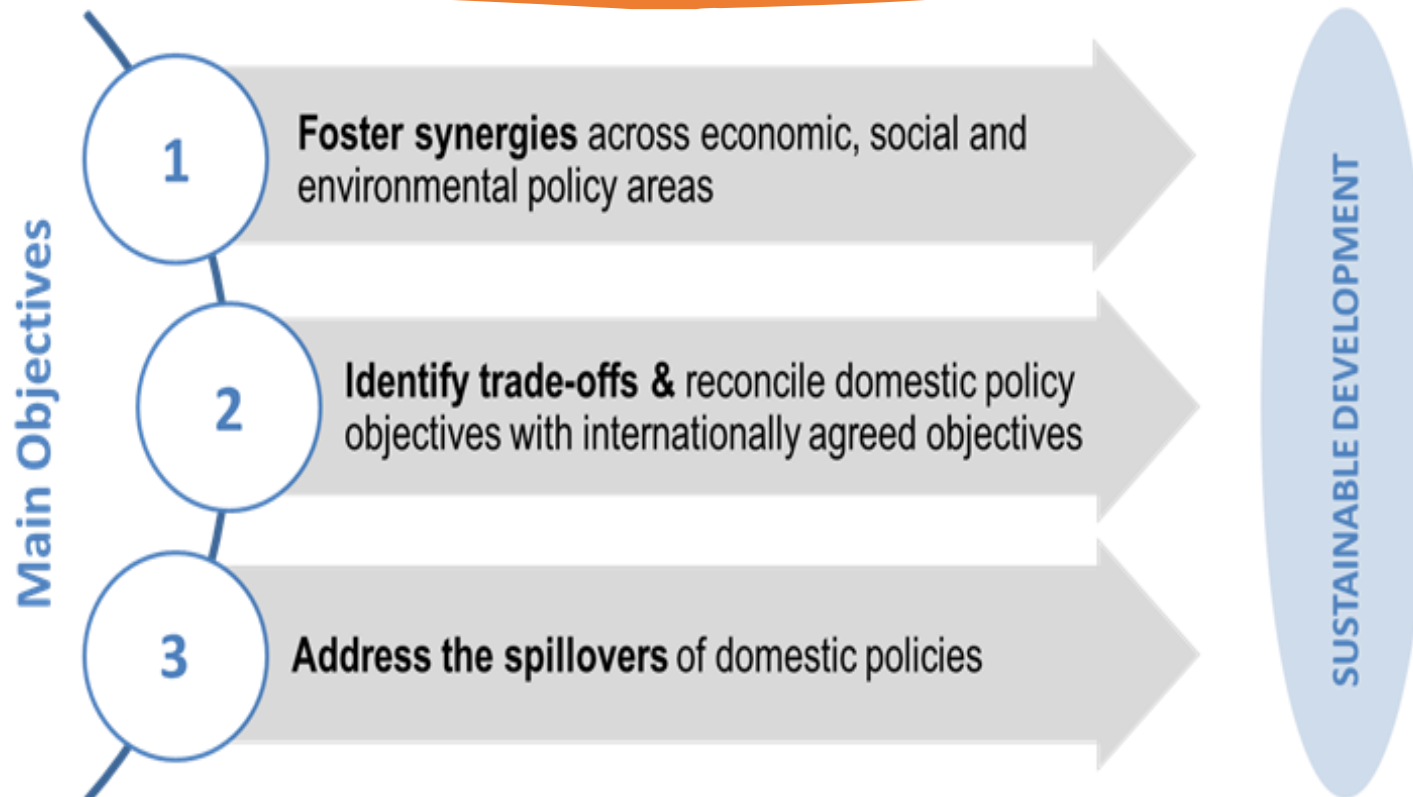 Main Objectives
1
Foster synergies across economic, social and
environmental policy areas
2
Identify trade-offs & reconcile domestic policy
objectives with internationally agreed objectives
3
Address the spillovers of domestic policies
SUSTAINABLE DEVELOPMENT